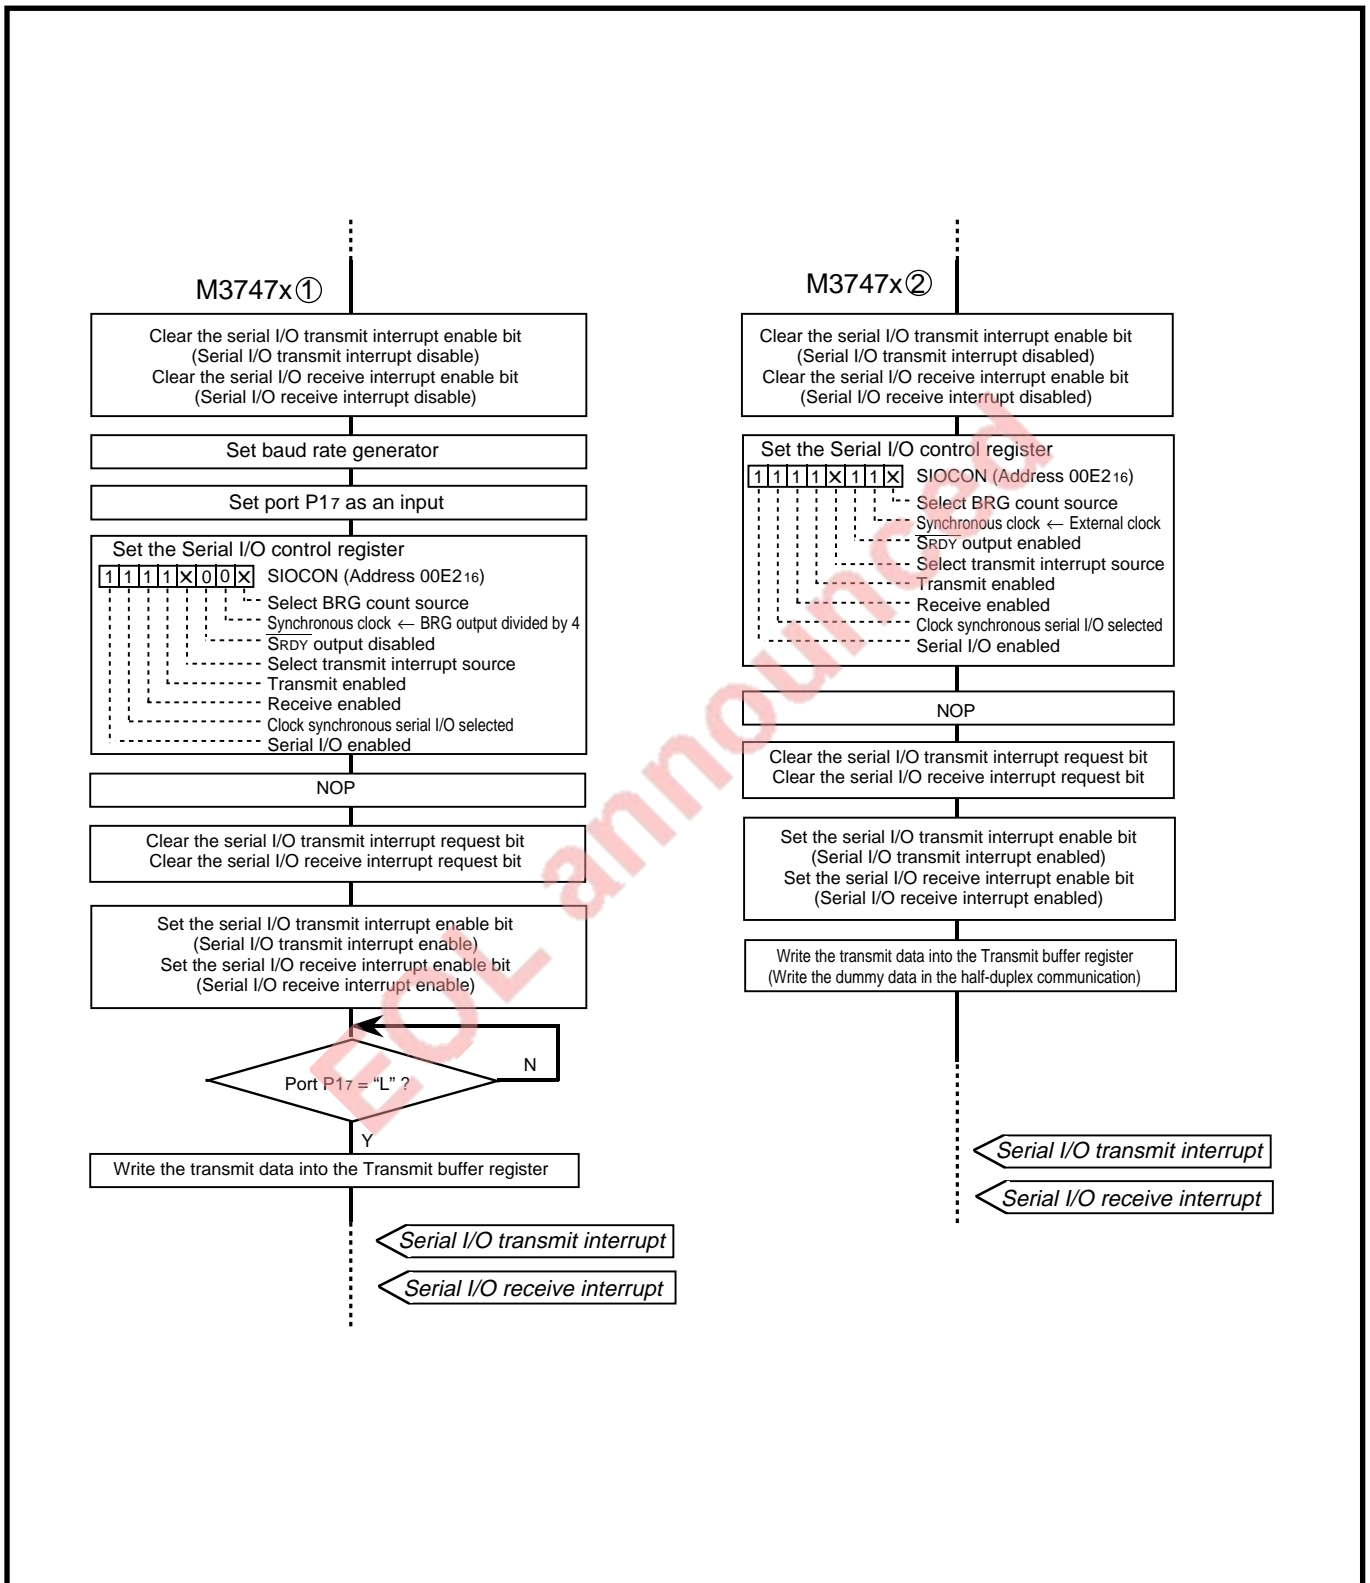 M3747x①
Clear the serial I/O transmit interrupt enable bit
(Serial I/O transmit interrupt disable)
Clear the serial I/O receive interrupt enable bit
(Serial I/O receive interrupt disable)
Set baud rate generator
Set port P17 as an input
Set the Serial I/O control register
1 1 1 1 X 0 0 X SIOCON (Address 00E216)
Select BRG count source
Synchronous clock ← BRG output divided by 4
SRDY output disabled
Select transmit interrupt source
Transmit enabled
Receive enabled
Clock synchronous serial I/O selected
Serial I/O enabled
NOP
Clear the serial I/O transmit interrupt request bit
Clear the serial I/O receive interrupt request bit
Set the serial I/O transmit interrupt enable bit
(Serial I/O transmit interrupt enable)
Set the serial I/O receive interrupt enable bit
(Serial I/O receive interrupt enable)
Port P17 = “L” ?
N
Y
Write the transmit data into the Transmit buffer register
Serial I/O transmit interrupt
Serial I/O receive interrupt
M3747x②
Clear the serial I/O transmit interrupt enable bit
(Serial I/O transmit interrupt disabled)
Clear the serial I/O receive interrupt enable bit
(Serial I/O receive interrupt disabled)
Set the Serial I/O control register
1 1 1 1 X 1 1 X SIOCON (Address 00E216)
Select BRG count source
Synchronous clock ← External clock
SRDY output enabled
Select transmit interrupt source
Transmit enabled
Receive enabled
Clock synchronous serial I/O selected
Serial I/O enabled
NOP
Clear the serial I/O transmit interrupt request bit
Clear the serial I/O receive interrupt request bit
Set the serial I/O transmit interrupt enable bit
(Serial I/O transmit interrupt enabled)
Set the serial I/O receive interrupt enable bit
(Serial I/O receive interrupt enabled)
Write the transmit data into the Transmit buffer register
(Write the dummy data in the half-duplex communication)
Serial I/O transmit interrupt
Serial I/O receive interrupt
EOL announced